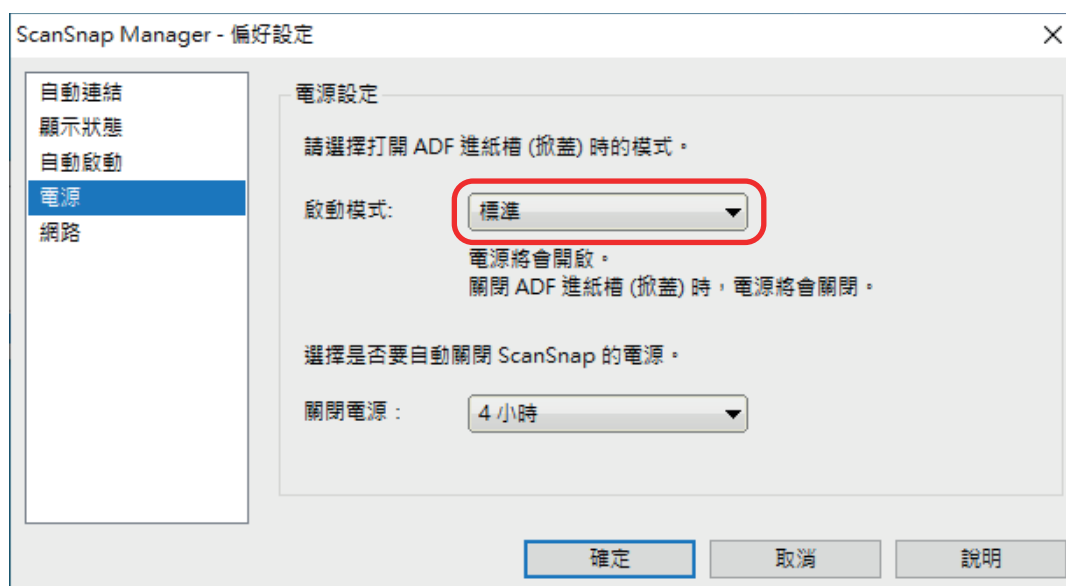 ScanSnap Manager - 偏好設定
自動連結
顯示狀態
自動啟動
電源
網路
電源設定
請選擇打開 ADF 進紙槽 (掀蓋) 時的模式。
啟動模式:
標準
電源將會開啟。
關閉 ADF 進紙槽 (掀蓋) 時，電源將會關閉。
選擇是否要自動關閉 ScanSnap 的電源。
關閉電源：
4 小時
確定
取消
說明